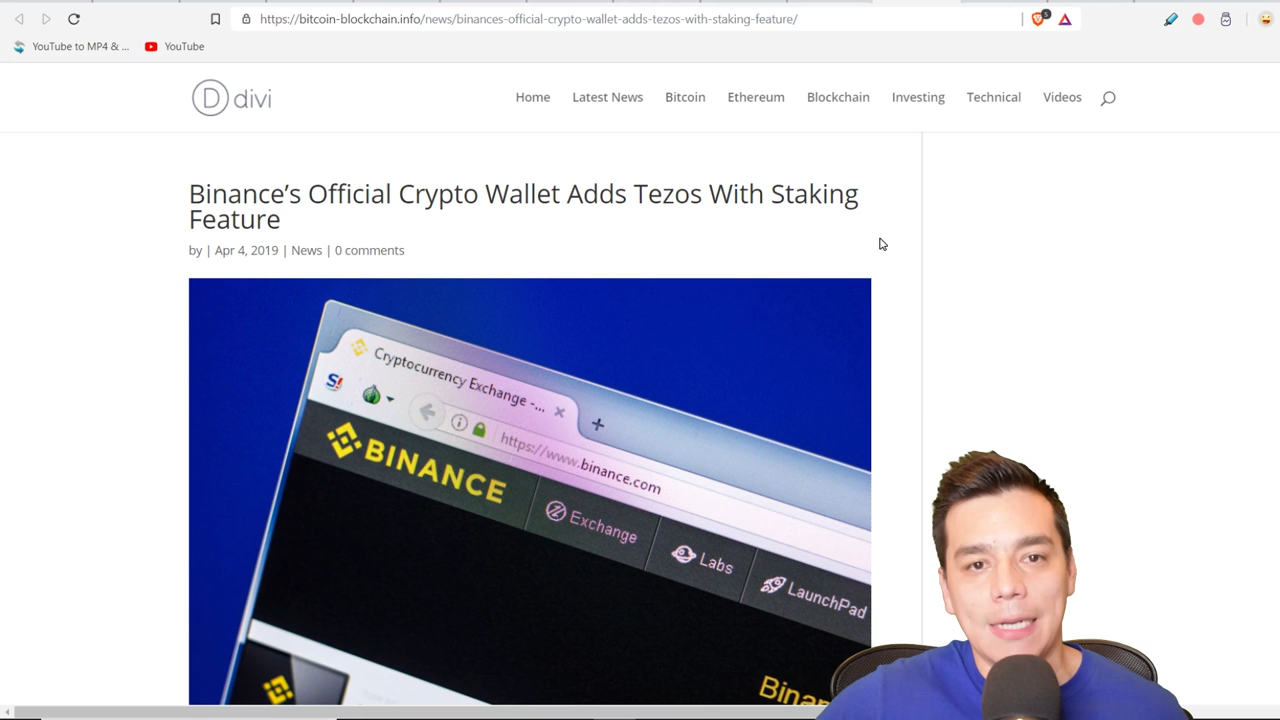 https://bitcoin-blockchain.info/news/binances-official-crypto-wallet-adds-tezos-with-staking-feature/
5
YouTube to MP4 & ... YouTube
D divi Home Latest News Bitcoin Ethereum Blockchain Investing Technical Videos
Binance’s Official Crypto Wallet Adds Tezos With Staking
Feature
by | Apr 4, 2019 | News | 0 comments
Cryptocurrency Exchange -...
S!
https://www.binance.com
BINANCE Exchange Labs LaunchPad